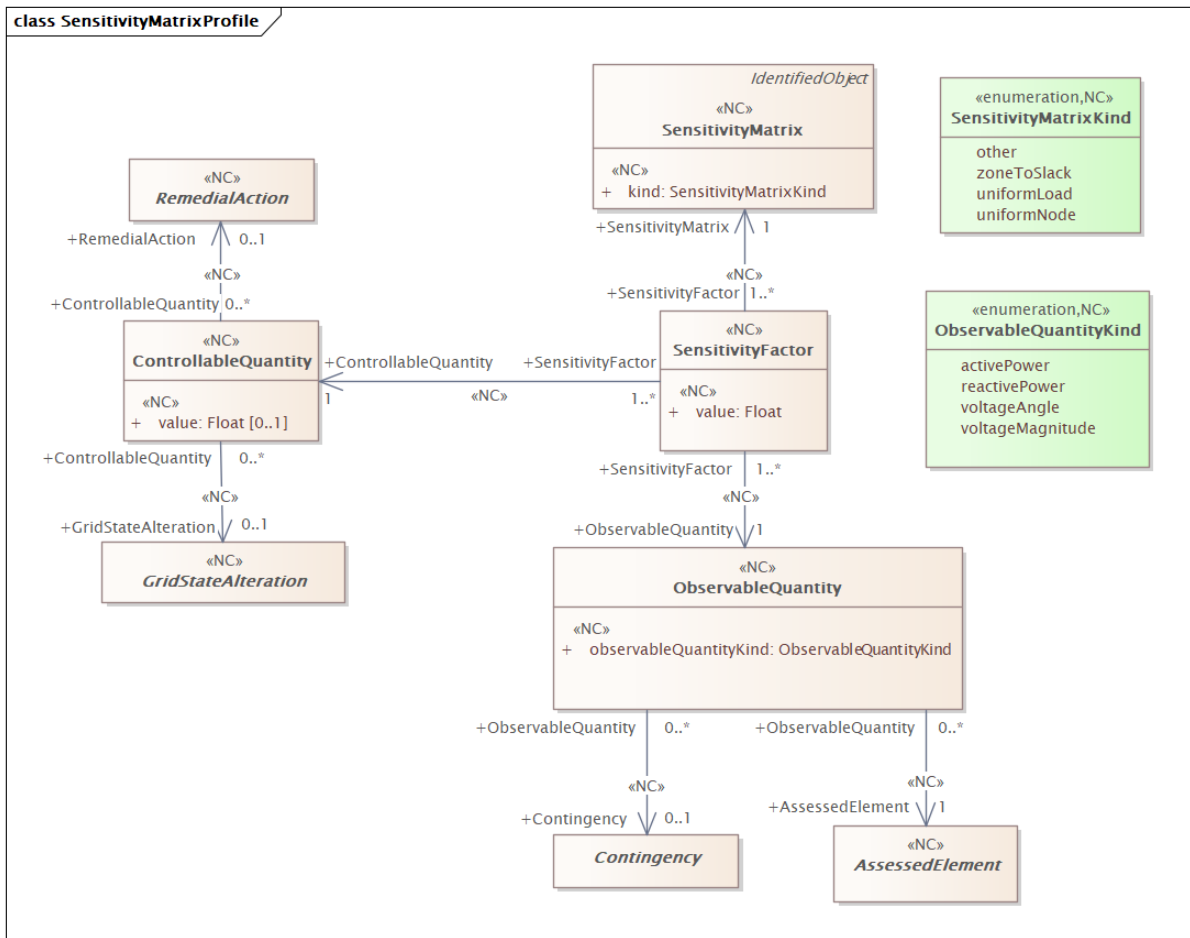 class SensitivityMatrixProfile
IdentifiedObject
«NC»
SensitivityMatrix
«NC»
+ kind: SensitivityMatrixKind
«enumeration,NC»
SensitivityMatrixKind
other
zoneToSlack
uniformLoad
uniformNode
«NC»
RemedialAction
+RemedialAction 0..1
«NC»
+ControllableQuantity 0..*
+SensitivityMatrix 1
«NC»
+SensitivityFactor 1..*
«enumeration,NC»
ObservableQuantityKind
activePower
reactivePower
voltageAngle
voltageMagnitude
«NC»
ControllableQuantity
«NC»
+ value: Float [0..1]
+ControllableQuantity +SensitivityFactor
1 «NC» 1..*
«NC»
SensitivityFactor
«NC»
+ value: Float
+ControllableQuantity 0..*
«NC»
+GridStateAlteration 0..1
«NC»
GridStateAlteration
+SensitivityFactor 1..*
«NC»
+ObservableQuantity 1
«NC»
ObservableQuantity
«NC»
+ observableQuantityKind: ObservableQuantityKind
+ObservableQuantity 0..*
«NC»
+Contingency 0..1
Contingency
+ObservableQuantity 0..*
«NC»
+AssessedElement 1
«NC»
AssessedElement